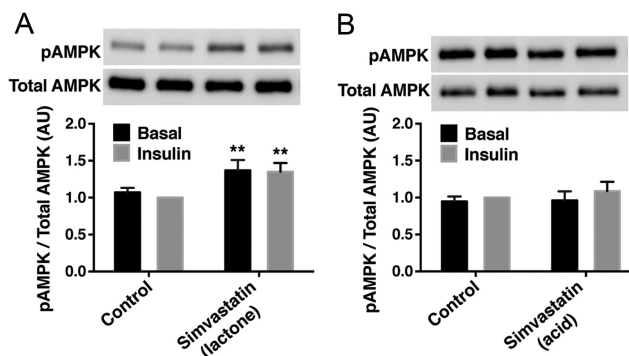 A
pAMPK
Total AMPK
pAMPK / Total AMPK (AU)
2.0
1.5
1.0
0.5
0.0
Basal
Insulin
** **
Control
Simvastatin
(lactone)
B
pAMPK
Total AMPK
pAMPK / Total AMPK (AU)
2.0
1.5
1.0
0.5
0.0
Basal
Insulin
Control
Simvastatin
(acid)